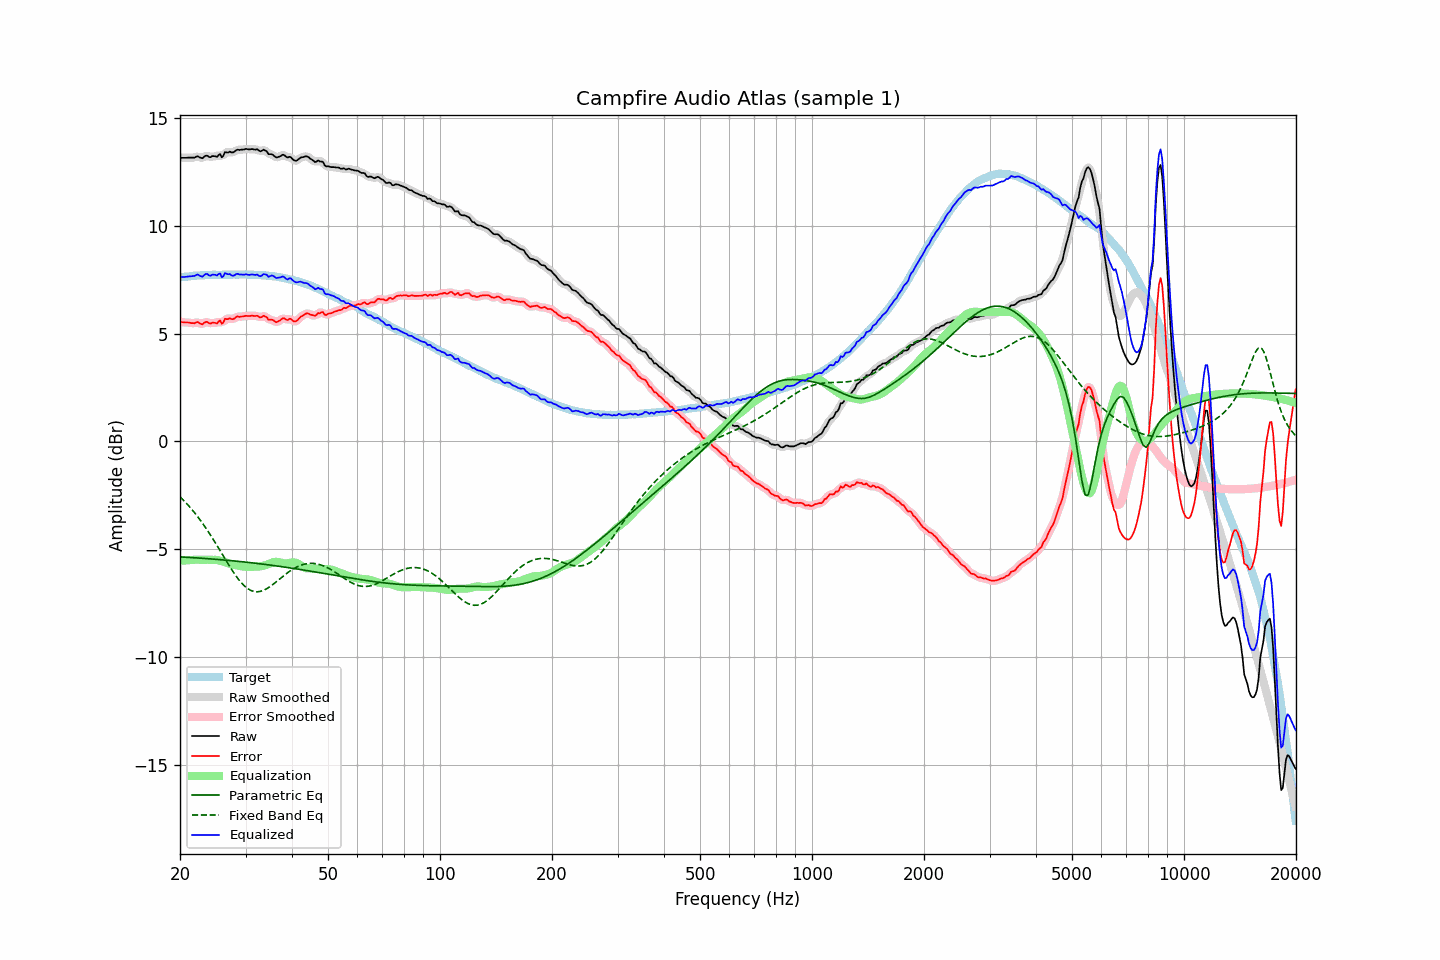 Campfire Audio Atlas (sample 1)
15
10
5
0
−5
−10
−15
Amplitude (dBr)
Target
Raw Smoothed
Error Smoothed
Raw
Error
Equalization
Parametric Eq
Fixed Band Eq
Equalized
20 50 100 200 500 1000 2000 5000 10000 20000
Frequency (Hz)